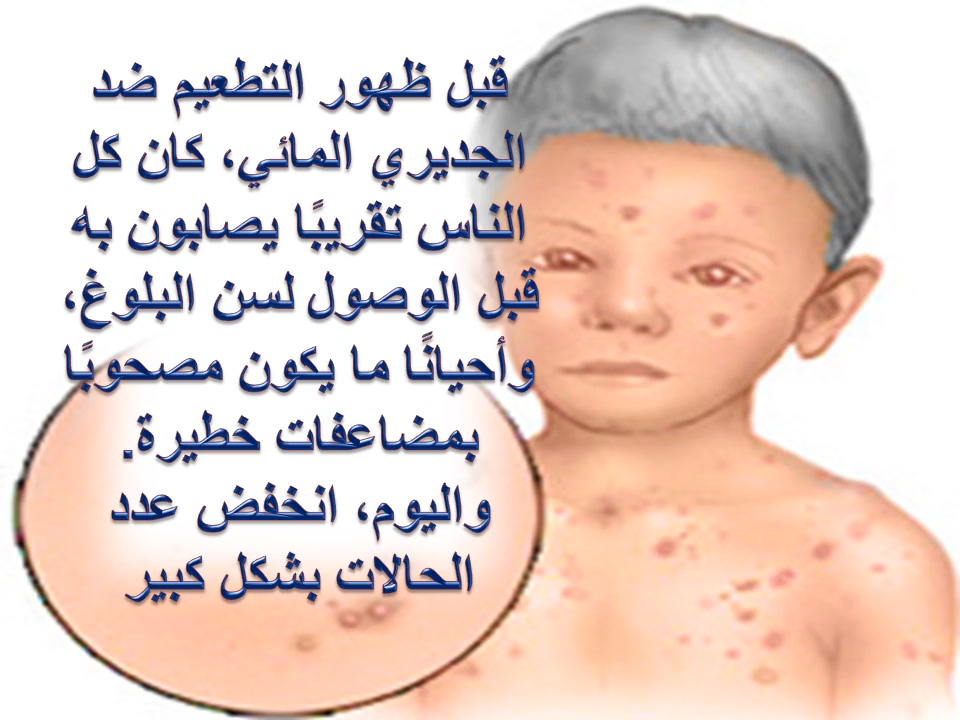 قبل ظهور التطعيم ضد
الجديري المائي، كان كل
الناس تقريبًا يصابون به
قبل الوصول لسن البلوغ،
وأحيانًا ما يكون مصحوبًا
بمضاعفات خطيرة.
واليوم، انخفض عدد
الحالات بشكل كبير